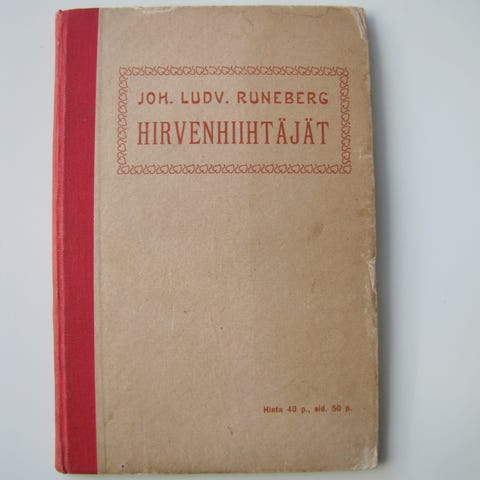 JOH. LUDV. RUNEBERG
HIRVENHIIHTÄJÄT
Hinta 40 p., sid. 50 p.